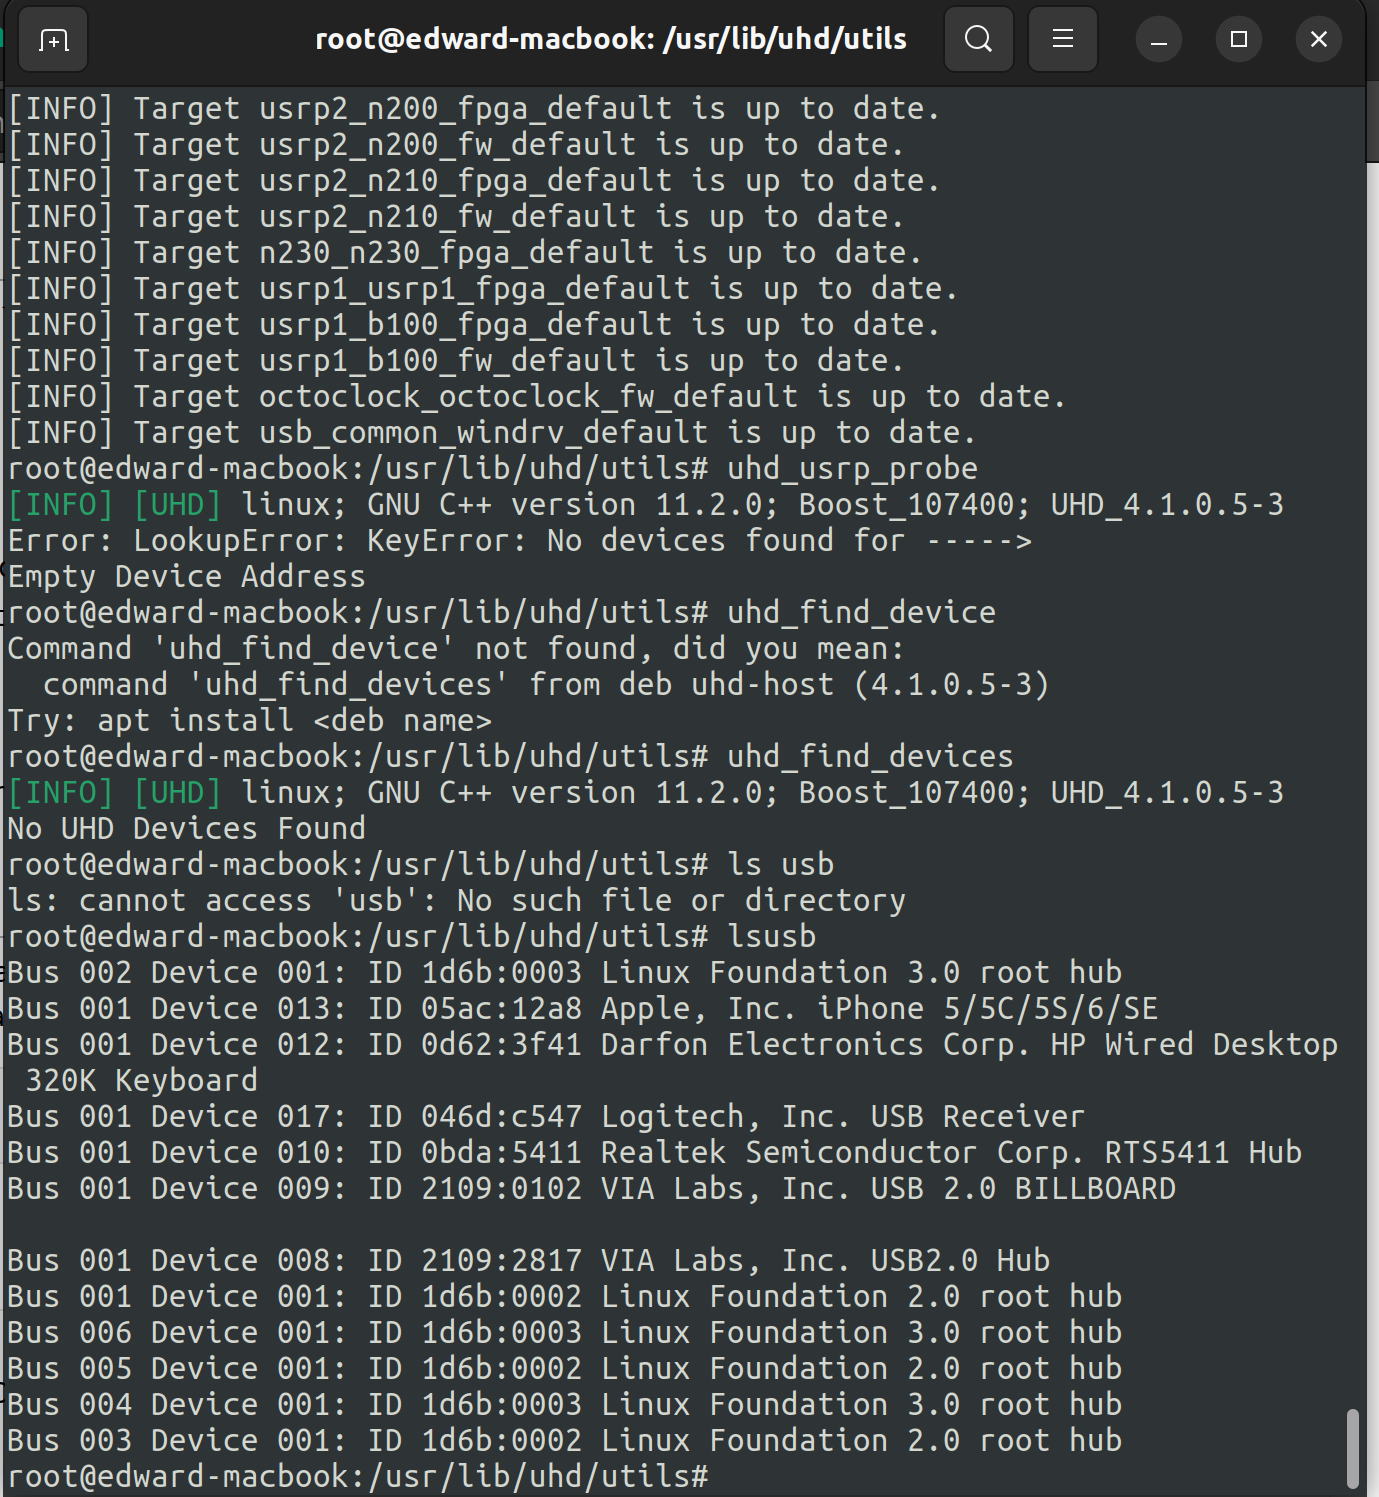 root@edward-macbook: /usr/lib/uhd/utils
[INFO] Target usrp2_n200_fpga_default is up to date.
[INFO] Target usrp2_n200_fw_default is up to date.
[INFO] Target usrp2_n210_fpga_default is up to date.
[INFO] Target usrp2_n210_fw_default is up to date.
[INFO] Target n230_n230_fpga_default is up to date.
[INFO] Target usrp1_usrp1_fpga_default is up to date.
[INFO] Target usrp1_b100_fpga_default is up to date.
[INFO] Target usrp1_b100_fw_default is up to date.
[INFO] Target octoclock_octoclock_fw_default is up to date.
[INFO] Target usb_common_windrv_default is up to date.
root@edward-macbook:/usr/lib/uhd/utils# uhd_usrp_probe
[INFO] [UHD] linux; GNU C++ version 11.2.0; Boost_107400; UHD_4.1.0.5-3
Error: LookupError: KeyError: No devices found for ----->
Empty Device Address
root@edward-macbook:/usr/lib/uhd/utils# uhd_find_device
Command 'uhd_find_device' not found, did you mean:
  command 'uhd_find_devices' from deb uhd-host (4.1.0.5-3)
Try: apt install <deb name>
root@edward-macbook:/usr/lib/uhd/utils# uhd_find_devices
[INFO] [UHD] linux; GNU C++ version 11.2.0; Boost_107400; UHD_4.1.0.5-3
No UHD Devices Found
root@edward-macbook:/usr/lib/uhd/utils# ls usb
ls: cannot access 'usb': No such file or directory
root@edward-macbook:/usr/lib/uhd/utils# lsusb
Bus 002 Device 001: ID 1d6b:0003 Linux Foundation 3.0 root hub
Bus 001 Device 013: ID 05ac:12a8 Apple, Inc. iPhone 5/5C/5S/6/SE
Bus 001 Device 012: ID 0d62:3f41 Darfon Electronics Corp. HP Wired Desktop
 320K Keyboard
Bus 001 Device 017: ID 046d:c547 Logitech, Inc. USB Receiver
Bus 001 Device 010: ID 0bda:5411 Realtek Semiconductor Corp. RTS5411 Hub
Bus 001 Device 009: ID 2109:0102 VIA Labs, Inc. USB 2.0 BILLBOARD

Bus 001 Device 008: ID 2109:2817 VIA Labs, Inc. USB2.0 Hub
Bus 001 Device 001: ID 1d6b:0002 Linux Foundation 2.0 root hub
Bus 006 Device 001: ID 1d6b:0003 Linux Foundation 3.0 root hub
Bus 005 Device 001: ID 1d6b:0002 Linux Foundation 2.0 root hub
Bus 004 Device 001: ID 1d6b:0003 Linux Foundation 3.0 root hub
Bus 003 Device 001: ID 1d6b:0002 Linux Foundation 2.0 root hub
root@edward-macbook:/usr/lib/uhd/utils#